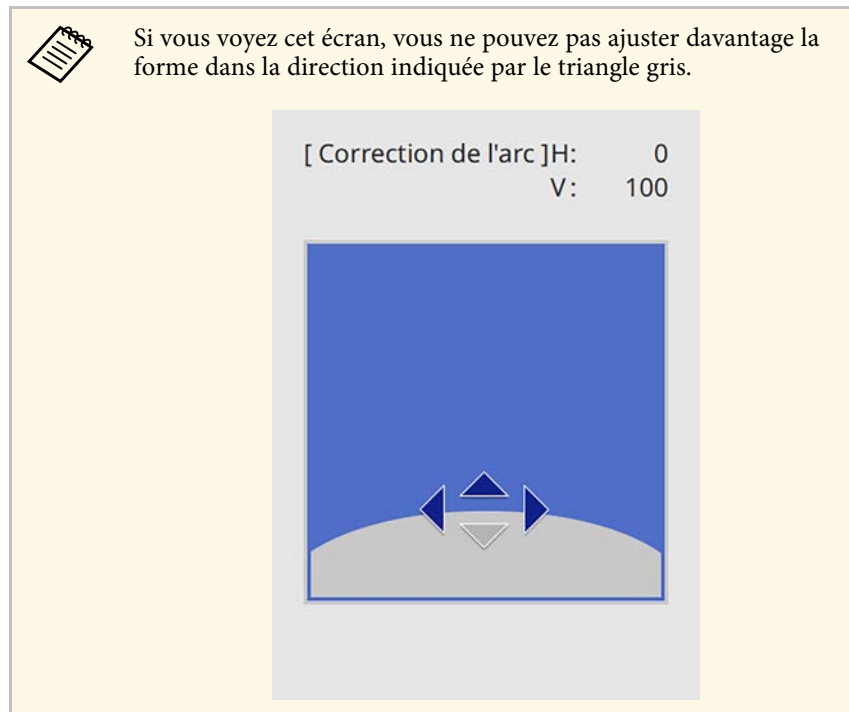 Si vous voyez cet écran, vous ne pouvez pas ajuster davantage la
forme dans la direction indiquée par le triangle gris.
[ Correction de l'arc ]H: 0
V: 100